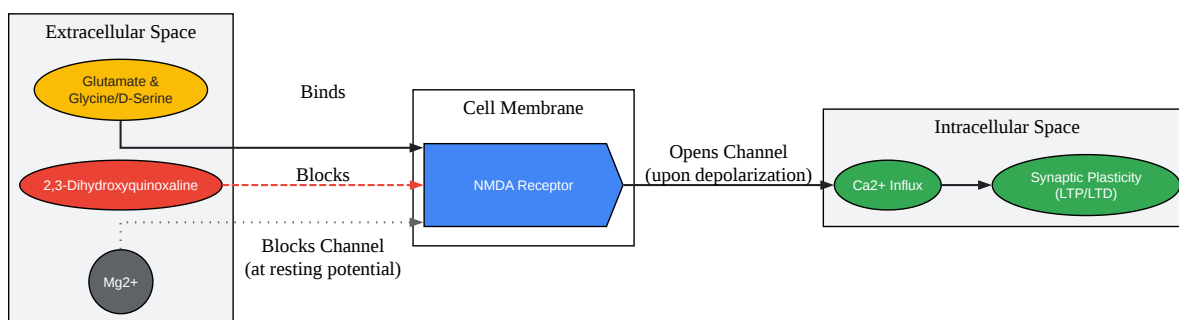 Extracellular Space
Glutamate &
Glycine/D-Serine
2,3-Dihydroxyquinoxaline
Mg2+
Binds
Blocks
Blocks Channel
(at resting potential)
Cell Membrane
NMDA Receptor
Opens Channel
(upon depolarization)
Intracellular Space
Ca2+ Influx
Synaptic Plasticity
(LTP/LTD)